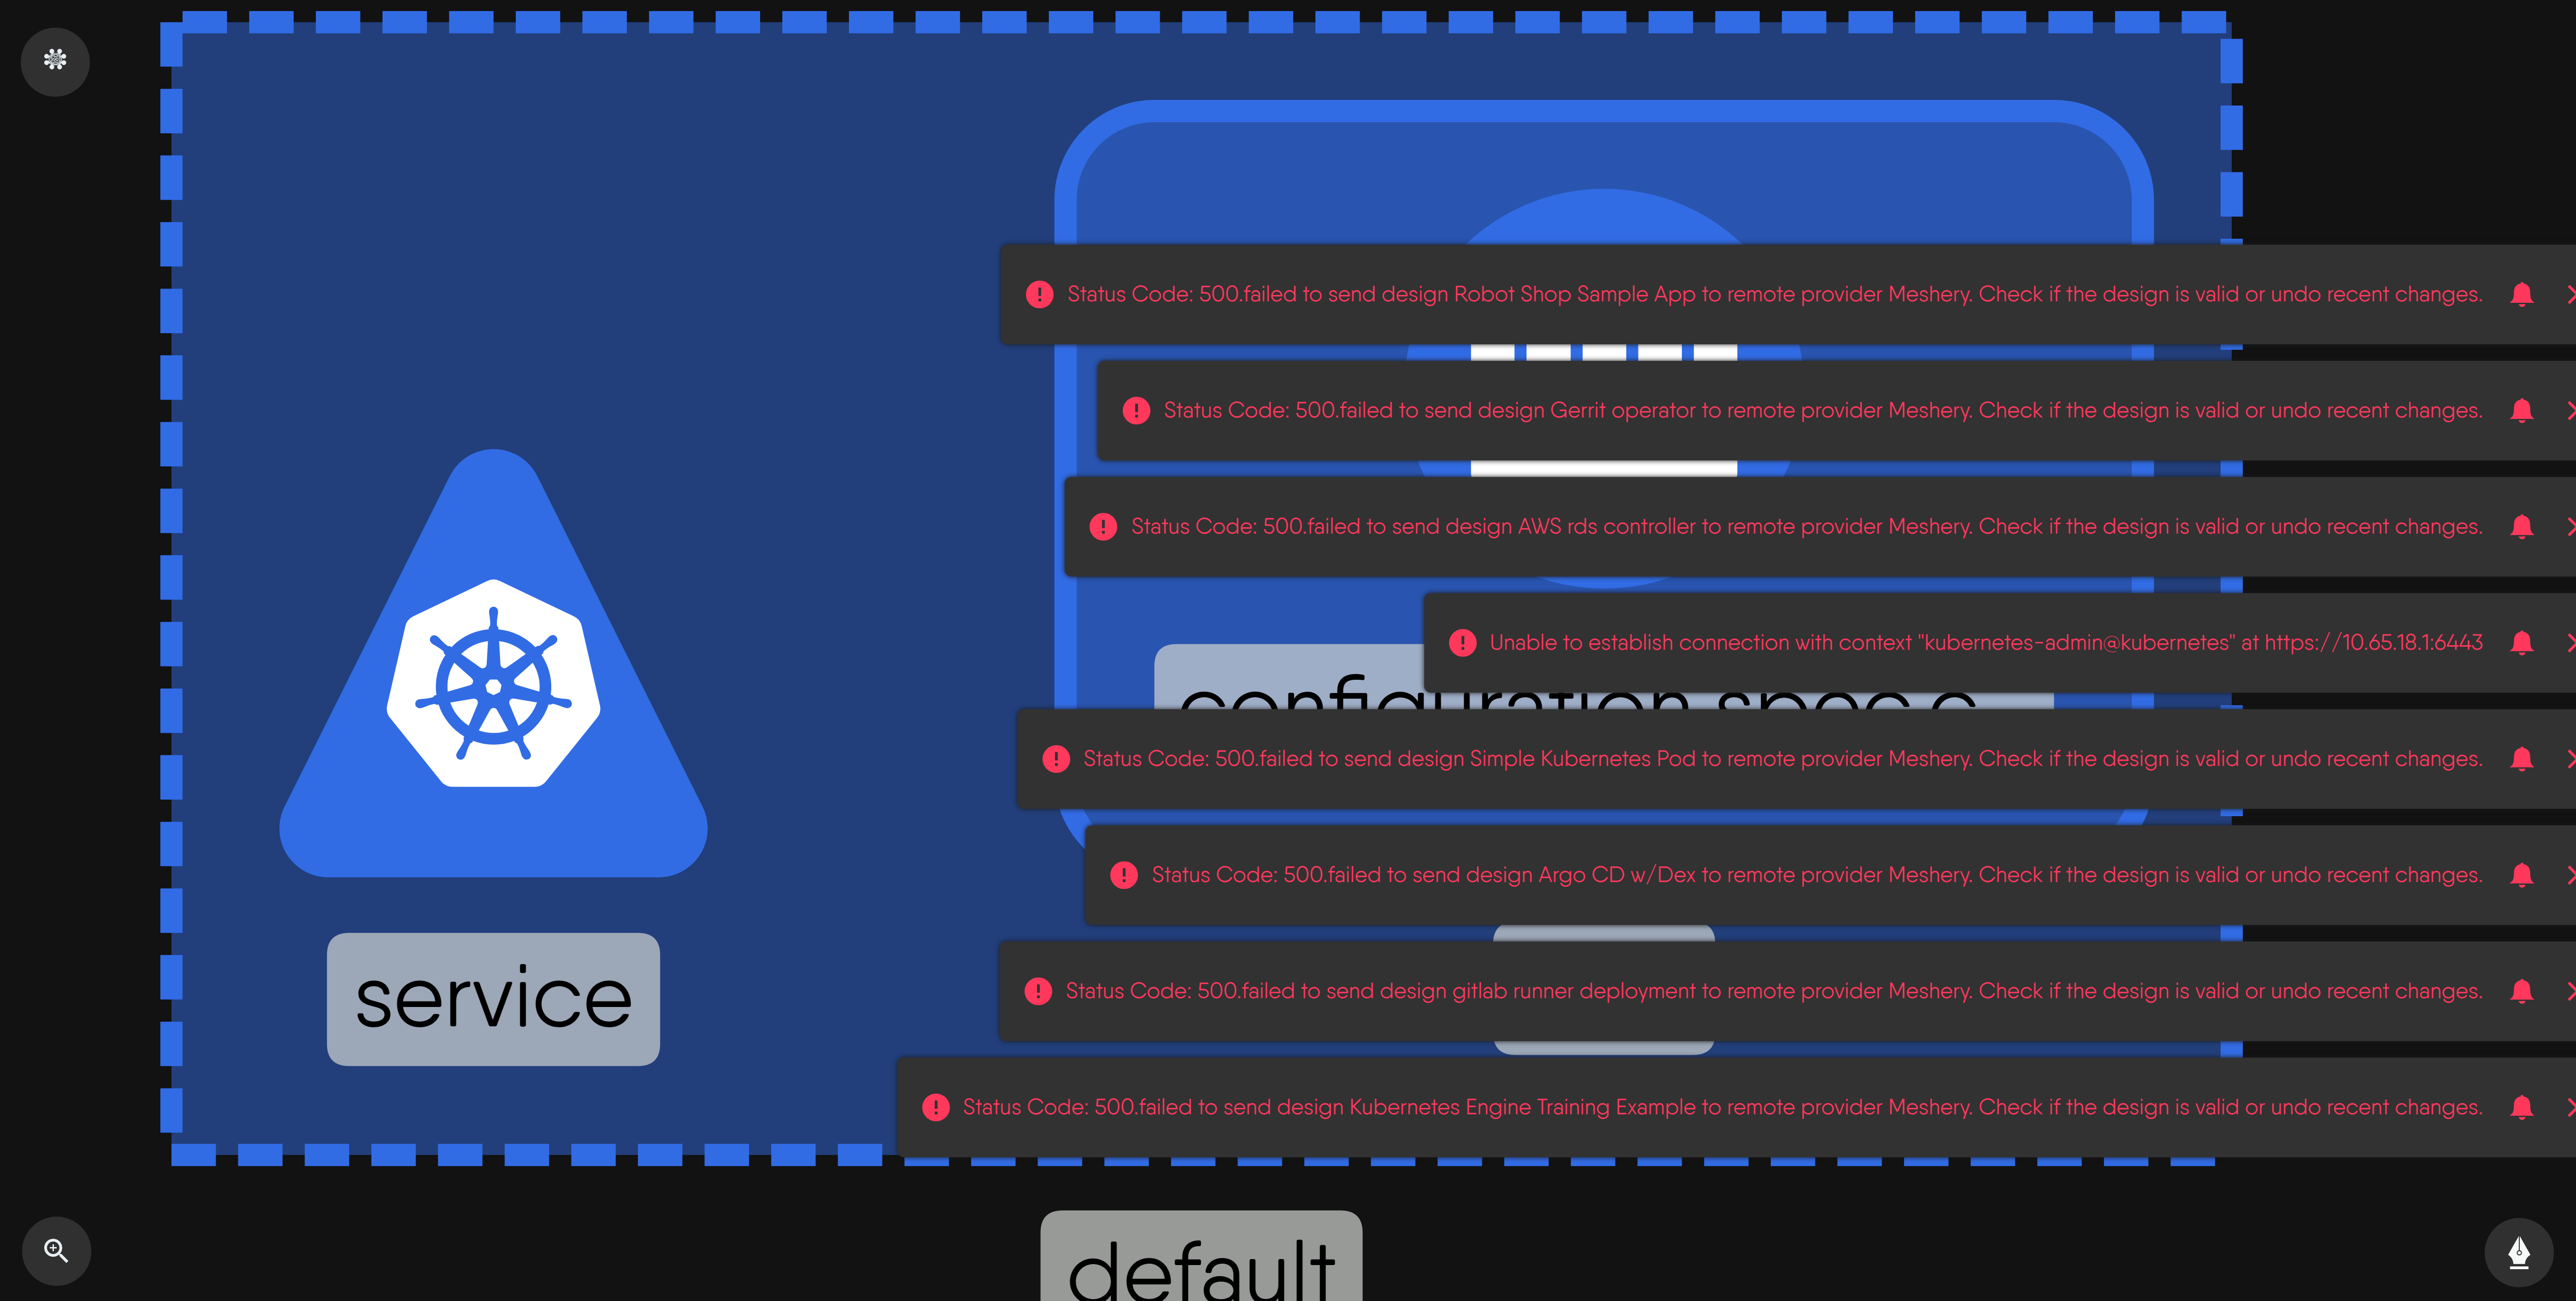 Status Code: 500.failed to send design Robot Shop Sample App to remote provider Meshery. Check if the design is valid or undo recent changes.
Status Code: 500.failed to send design Gerrit operator to remote provider Meshery. Check if the design is valid or undo recent changes.
Status Code: 500.failed to send design AWS rds controller to remote provider Meshery. Check if the design is valid or undo recent changes.
Unable to establish connection with context "kubernetes-admin@kubernetes" at https://10.65.18.1:6443
configuration spec c
Status Code: 500.failed to send design Simple Kubernetes Pod to remote provider Meshery. Check if the design is valid or undo recent changes.
Status Code: 500.failed to send design Argo CD w/Dex to remote provider Meshery. Check if the design is valid or undo recent changes.
Status Code: 500.failed to send design gitlab runner deployment to remote provider Meshery. Check if the design is valid or undo recent changes.
service
Status Code: 500.failed to send design Kubernetes Engine Training Example to remote provider Meshery. Check if the design is valid or undo recent changes.
default